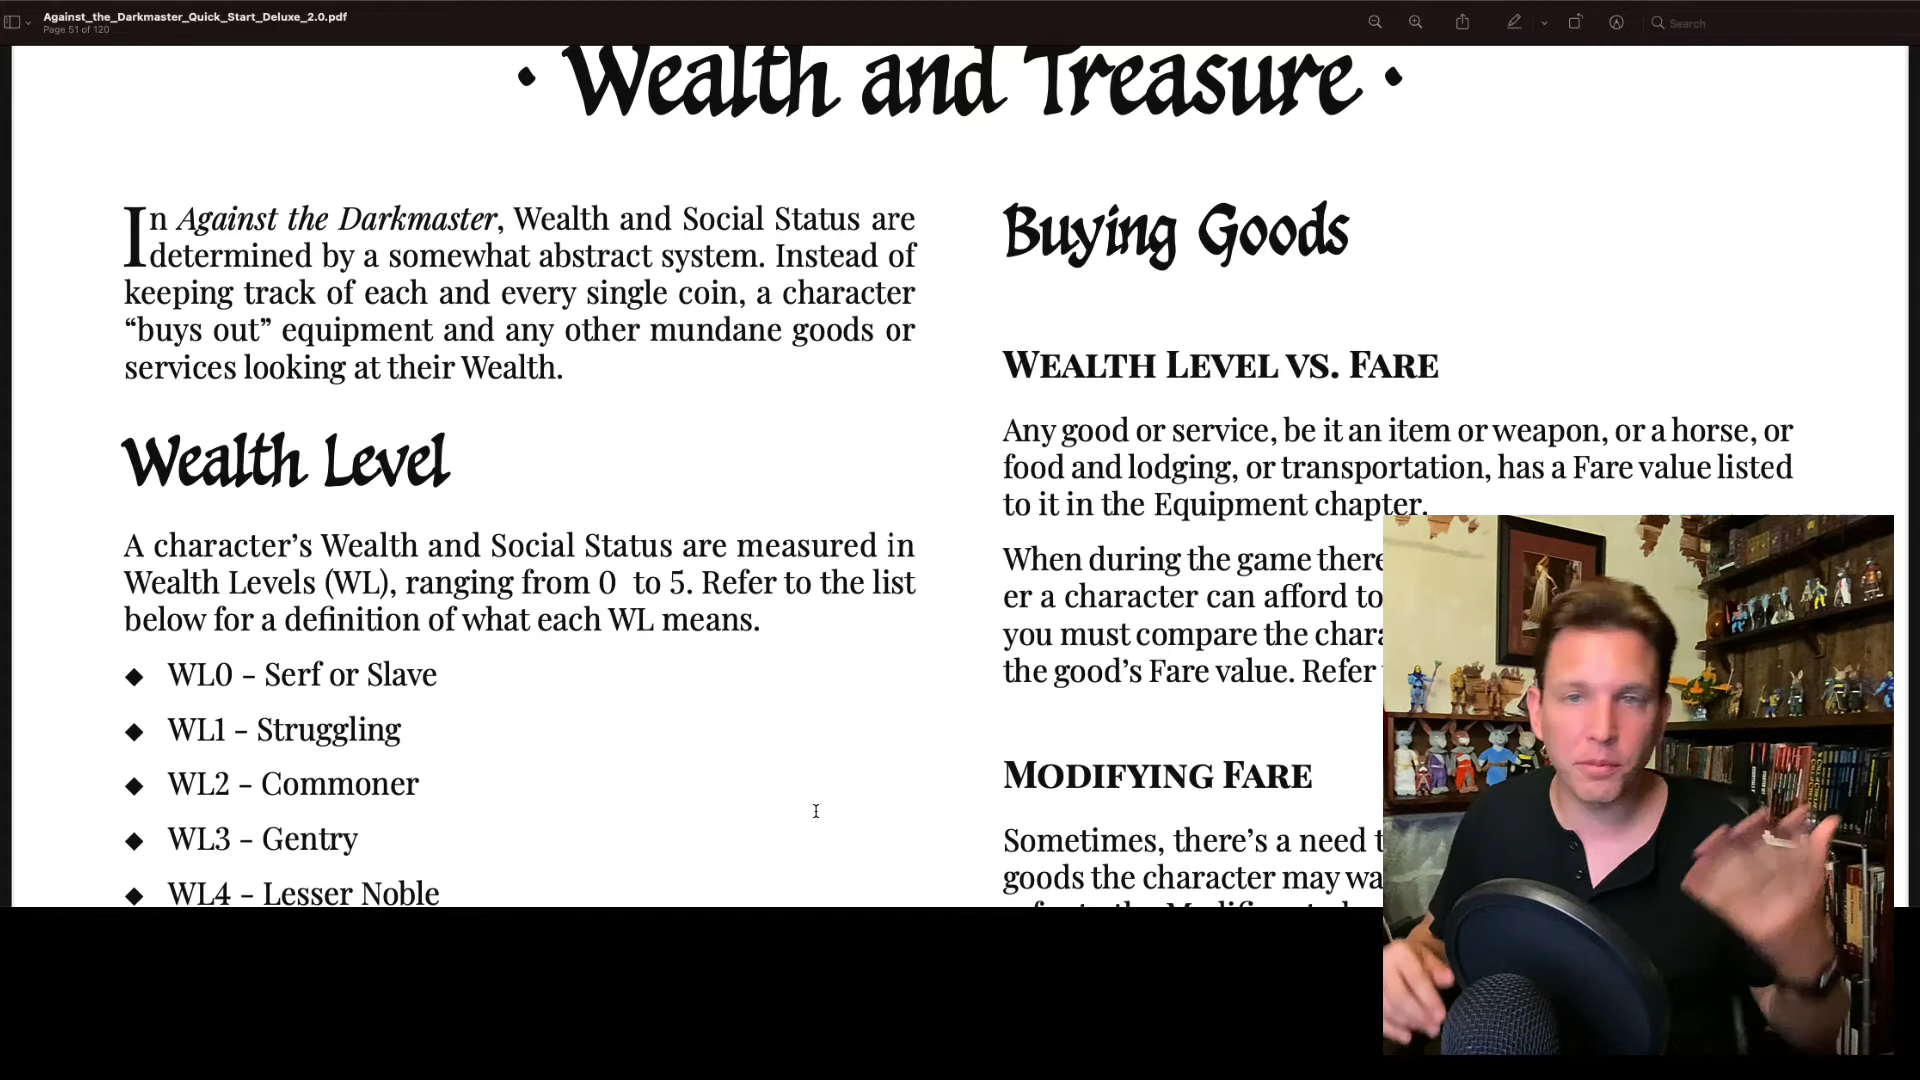 Against_the_Darkmaster_Quick_Start_Deluxe_2.0.pdf
Page 51 of 120
Search
• Wealth and Treasure •
In Against the Darkmaster, Wealth and Social Status are
determined by a somewhat abstract system. Instead of
keeping track of each and every single coin, a character
“buys out” equipment and any other mundane goods or
services looking at their Wealth.
Wealth Level
A character’s Wealth and Social Status are measured in
Wealth Levels (WL), ranging from 0 to 5. Refer to the list
below for a definition of what each WL means.
◆ WL0 – Serf or Slave
◆ WL1 – Struggling
◆ WL2 – Commoner
◆ WL3 – Gentry
◆ WL4 – Lesser Noble
Buying Goods
Wealth Level vs. Fare
Any good or service, be it an item or weapon, or a horse, or
food and lodging, or transportation, has a Fare value listed
to it in the Equipment chapter.
When during the game there
er a character can afford to
you must compare the chara
the good’s Fare value. Refer
Modifying Fare
Sometimes, there’s a need t
goods the character may wa